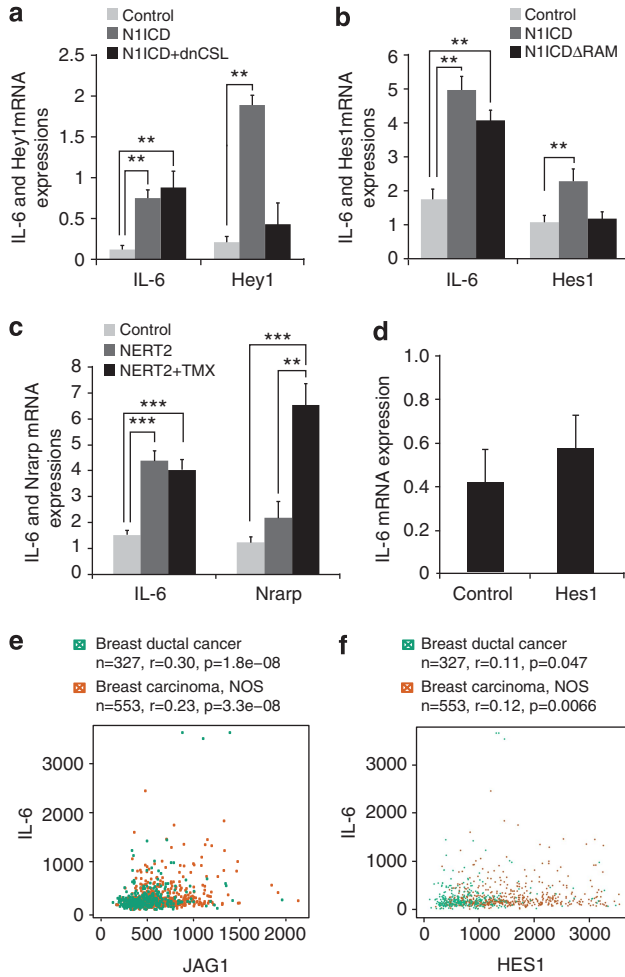 a
Control
N1ICD
N1ICD+dnCSL
IL-6 and Hey1mRNA
expressions
2.5
2
1.5
1
0.5
0
**
**
**
IL-6
Hey1
b
Control
N1ICD
N1ICDΔRAM
IL-6 and Hes1mRNA
expressions
6
5
4
3
2
1
0
**
**
**
IL-6
Hes1
c
Control
NERT2
NERT2+TMX
IL-6 and Nrarp mRNA
expressions
8
7
6
5
4
3
2
1
0
***
***
***
**
IL-6
Nrarp
d
IL-6 mRNA expression
1.0
0.8
0.6
0.4
0.2
0
Control
Hes1
e
Breast ductal cancer
n=327, r=0.30, p=1.8e−08
Breast carcinoma, NOS
n=553, r=0.23, p=3.3e−08
IL-6
3000
2000
1000
0
0 500 1000 1500 2000
JAG1
f
Breast ductal cancer
n=327, r=0.11, p=0.047
Breast carcinoma, NOS
n=553, r=0.12, p=0.0066
IL-6
3000
2000
1000
0
0 1000 2000 3000
HES1